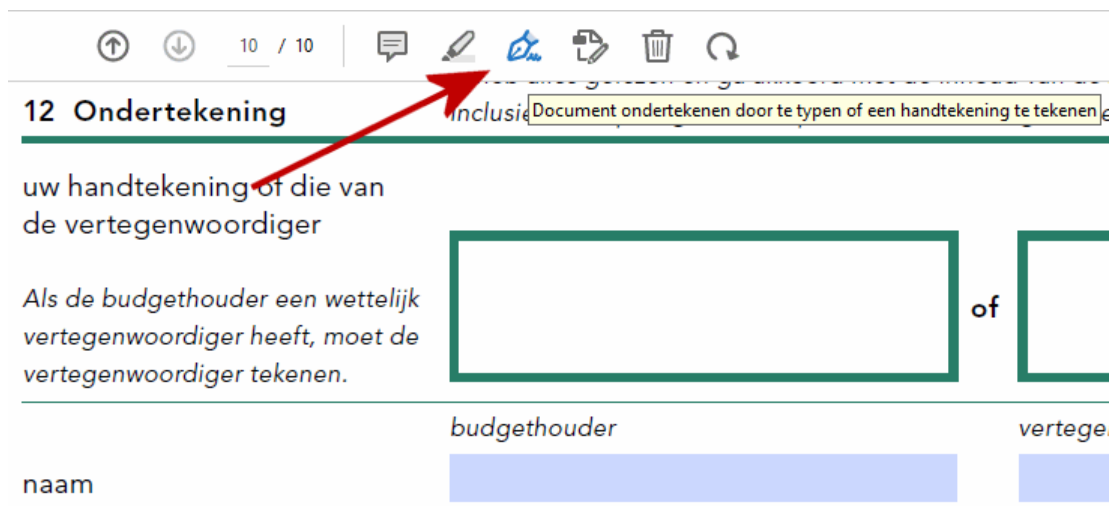 10 / 10
12 Ondertekening
Document ondertekenen door te typen of een handtekening te tekenen
uw handtekening of die van
de vertegenwoordiger
Als de budgethouder een wettelijk
vertegenwoordiger heeft, moet de
vertegenwoordiger tekenen.
of
budgethouder
naam